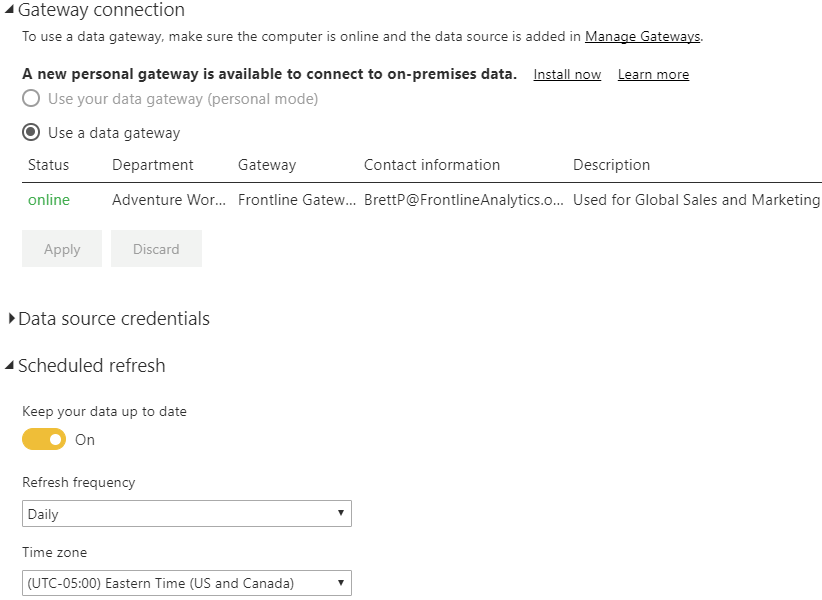 Gateway connection
To use a data gateway, make sure the computer is online and the data source is added in Manage Gateways.
A new personal gateway is available to connect to on-premises data. Install now Learn more
Use your data gateway (personal mode)
Use a data gateway
Status Department Gateway Contact information Description
online Adventure Wor... Frontline Gatew... BrettP@FrontlineAnalytics.o... Used for Global Sales and Marketing
Apply Discard
Data source credentials
Scheduled refresh
Keep your data up to date
On
Refresh frequency
Daily
Time zone
(UTC-05:00) Eastern Time (US and Canada)